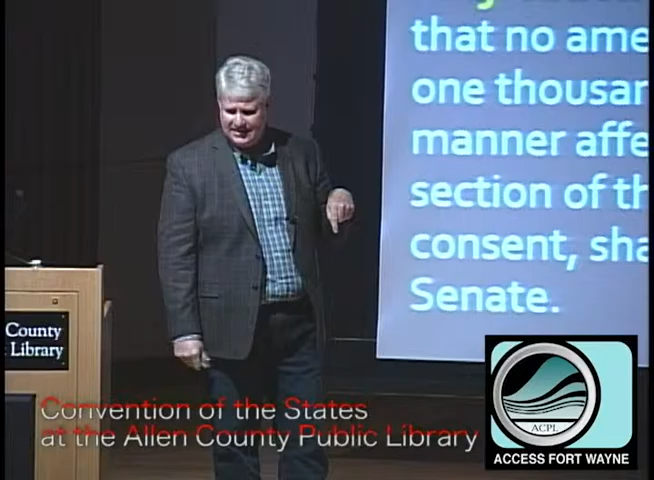 that no ame
one thousan
manner affe
section of th
consent, sha
Senate.
County
Library
Convention of the States
at the Allen County Public Library
ACPL
ACCESS FORT WAYNE